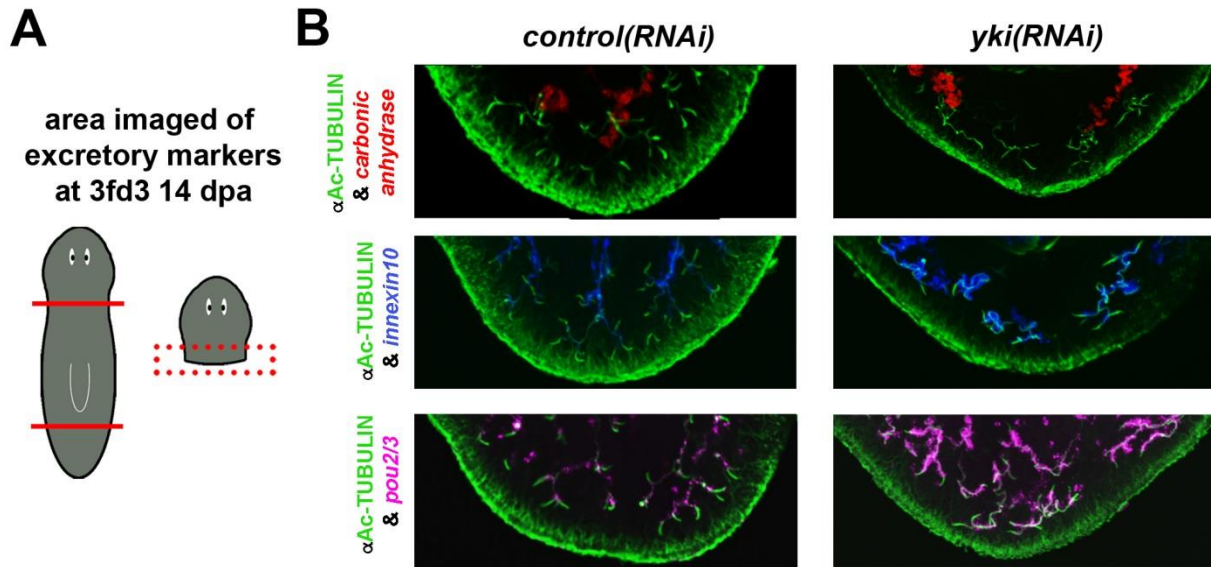 A
area imaged of
excretory markers
at 3fd3 14 dpa
B
control(RNAi)
yki(RNAi)
αAc-TUBULIN
& carbonic
anhydrase
αAc-TUBULIN
& innexin10
αAc-TUBULIN
& pou2/3